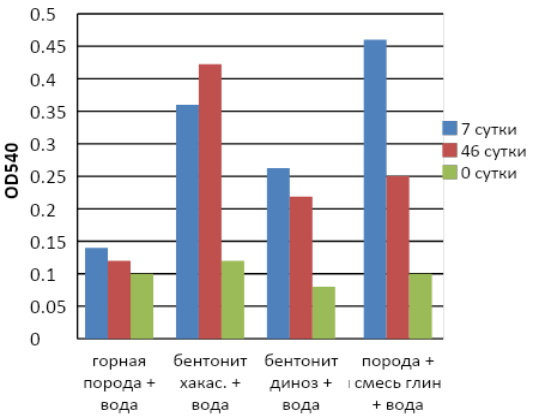 0.5
0.45
0.4
0.35
0.3
0.25
0.2
0.15
0.1
0.05
0
OD540
7 сутки
46 сутки
0 сутки
горная
порода +
вода
бентонит
хакас. +
вода
бентонит
диноз +
вода
порода +
смесь глин
+ вода